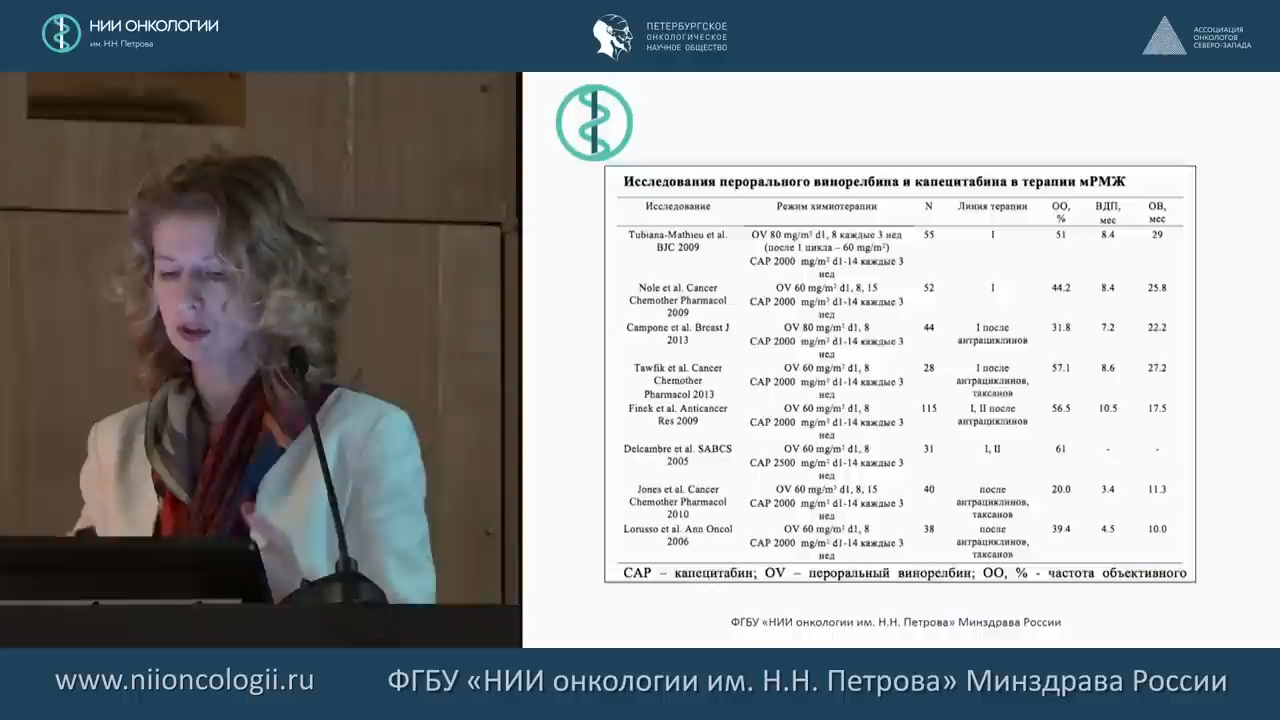 НИИ ОНКОЛОГИИ
им. Н.Н. Петрова
ПЕТЕРБУРГСКОЕ
ОНКОЛОГИЧЕСКОЕ
НАУЧНОЕ ОБЩЕСТВО
АССОЦИАЦИЯ
ОНКОЛОГОВ
СЕВЕРО-ЗАПАДА
Исследования перорального винорелбина и капецитабина в терапии мРМЖ
Исследование Режим химиотерапии N Линия терапии ОО, % ВДП, мес ОВ, мес
Tubiana-Mathieu et al. BJC 2009 OV 80 mg/m² d1, 8 каждые 3 нед (после 1 цикла – 60 mg/m²) CAP 2000 mg/m² d1-14 каждые 3 нед 55 I 51 8.4 29
Nole et al. Cancer Chemother Pharmacol 2009 OV 60 mg/m² d1, 8, 15 CAP 2000 mg/m² d1-14 каждые 3 нед 52 I 44.2 8.4 25.8
Campone et al. Breast J 2013 OV 80 mg/m² d1, 8 CAP 2000 mg/m² d1-14 каждые 3 нед 44 I после антрациклинов 31.8 7.2 22.2
Tawfik et al. Cancer Chemother Pharmacol 2013 OV 60 mg/m² d1, 8 CAP 2000 mg/m² d1-14 каждые 3 нед 28 I после антрациклинов, таксанов 57.1 8.6 27.2
Finek et al. Anticancer Res 2009 OV 60 mg/m² d1, 8 CAP 2000 mg/m² d1-14 каждые 3 нед 115 I, II после антрациклинов 56.5 10.5 17.5
Delcambre et al. SABCS 2005 OV 60 mg/m² d1, 8 CAP 2500 mg/m² d1-14 каждые 3 нед 31 I, II 61 - -
Jones et al. Cancer Chemother Pharmacol 2010 OV 60 mg/m² d1, 8, 15 CAP 2000 mg/m² d1-14 каждые 3 нед 40 после антрациклинов, таксанов 20.0 3.4 11.3
Lorusso et al. Ann Oncol 2006 OV 60 mg/m² d1, 8 CAP 2000 mg/m² d1-14 каждые 3 нед 38 после антрациклинов, таксанов 39.4 4.5 10.0
CAP – капецитабин; OV – пероральный винорелбин; ОО, % - частота объективного
ФГБУ «НИИ онкологии им. Н.Н. Петрова» Минздрава России
www.niioncologii.ru
ФГБУ «НИИ онкологии им. Н.Н. Петрова» Минздрава России